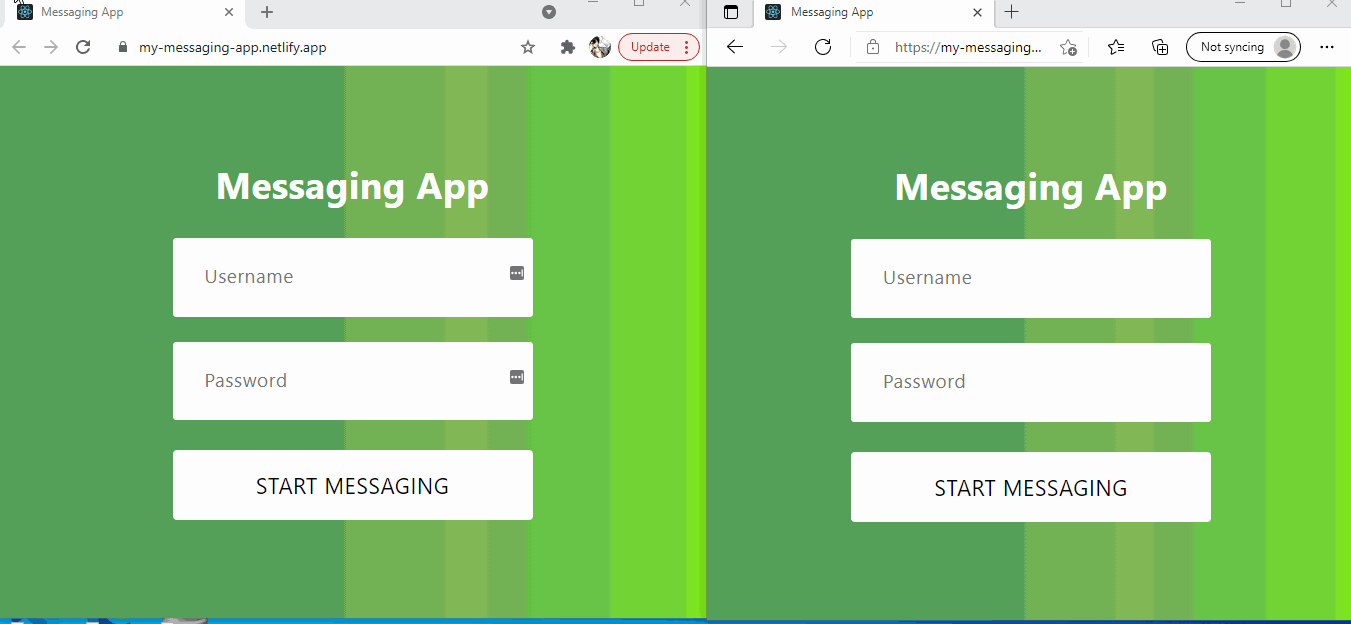 Messaging App
my-messaging-app.netlify.app
Update
Messaging App
Username
Password
START MESSAGING
Messaging App
https://my-messaging...
Not syncing
Messaging App
Username
Password
START MESSAGING